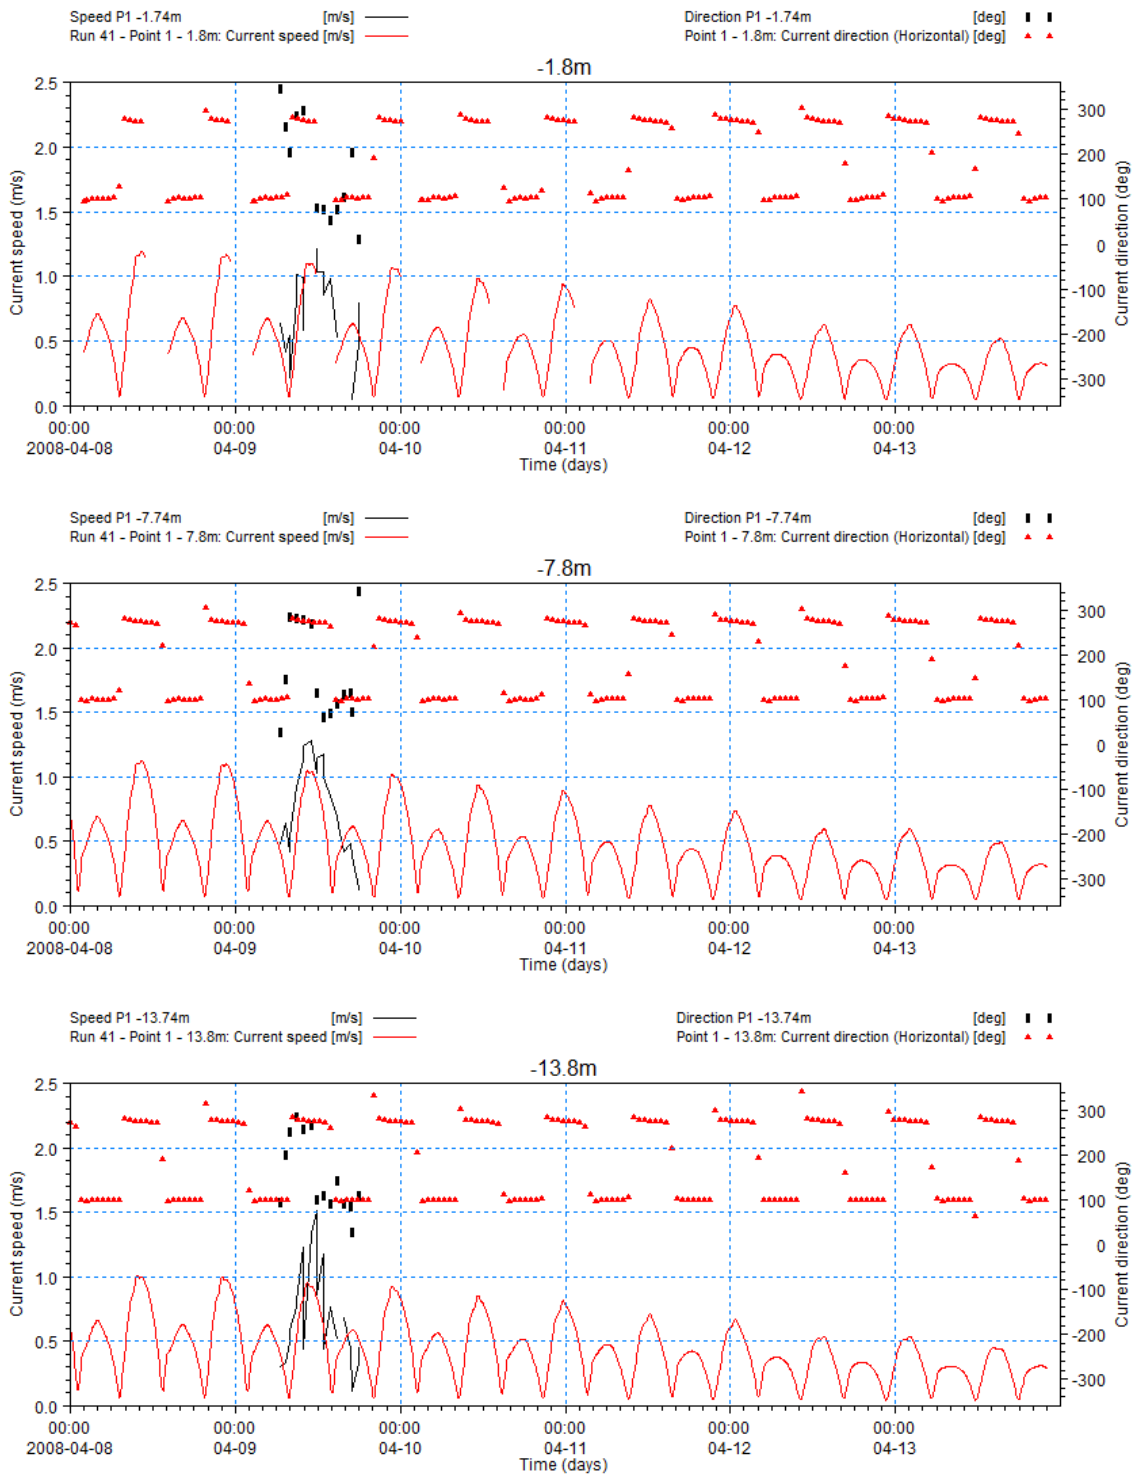 Speed P1 -1.74m [m/s] Direction P1 -1.74m [deg]
Run 41 - Point 1 - 1.8m: Current speed [m/s] Point 1 - 1.8m: Current direction (Horizontal) [deg]
-1.8m
2.5
2.0
1.5
1.0
0.5
0.0
Current speed (m/s)
300
200
100
0
-100
-200
-300
Current direction (deg)
00:00 00:00 00:00 00:00 00:00 00:00
2008-04-08 04-09 04-10 04-11 04-12 04-13
Time (days)
Speed P1 -7.74m [m/s] Direction P1 -7.74m [deg]
Run 41 - Point 1 - 7.8m: Current speed [m/s] Point 1 - 7.8m: Current direction (Horizontal) [deg]
-7.8m
2.5
2.0
1.5
1.0
0.5
0.0
Current speed (m/s)
300
200
100
0
-100
-200
-300
Current direction (deg)
00:00 00:00 00:00 00:00 00:00 00:00
2008-04-08 04-09 04-10 04-11 04-12 04-13
Time (days)
Speed P1 -13.74m [m/s] Direction P1 -13.74m [deg]
Run 41 - Point 1 - 13.8m: Current speed [m/s] Point 1 - 13.8m: Current direction (Horizontal) [deg]
-13.8m
2.5
2.0
1.5
1.0
0.5
0.0
Current speed (m/s)
300
200
100
0
-100
-200
-300
Current direction (deg)
00:00 00:00 00:00 00:00 00:00 00:00
2008-04-08 04-09 04-10 04-11 04-12 04-13
Time (days)